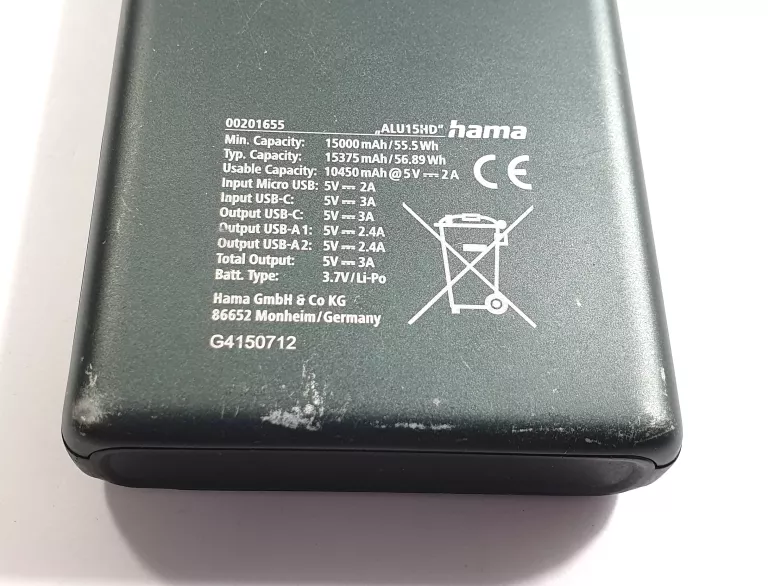 00201655 „ALU15HD“ hama
Min. Capacity: 15000 mAh/55.5 Wh
Typ. Capacity: 15375 mAh/56.89 Wh
Usable Capacity: 10450 mAh @ 5 V ⎓ 2 A
Input Micro USB: 5V ⎓ 2A
Input USB-C: 5V ⎓ 3A
Output USB-C: 5V ⎓ 3A
Output USB-A1: 5V ⎓ 2.4A
Output USB-A2: 5V ⎓ 2.4A
Total Output: 5V ⎓ 3A
Batt. Type: 3.7V/Li-Po
CE
Hama GmbH & Co KG
86652 Monheim/Germany
G4150712